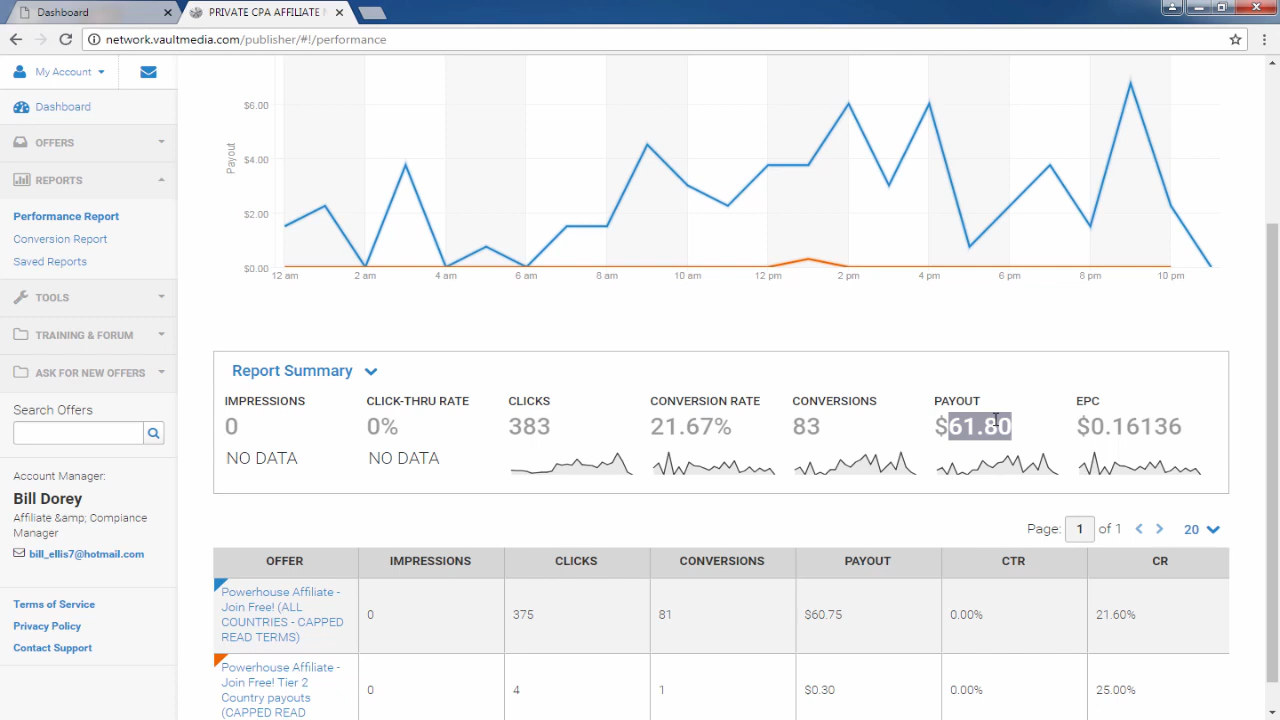 Dashboard
PRIVATE CPA AFFILIATE
network.vaultmedia.com/publisher/#!/performance
My Account
Dashboard
OFFERS
REPORTS
Performance Report
Conversion Report
Saved Reports
TOOLS
TRAINING & FORUM
ASK FOR NEW OFFERS
Search Offers
Account Manager:
Bill Dorey
Affiliate &amp; Compiance
Manager
bill_ellis7@hotmail.com
Terms of Service
Privacy Policy
Contact Support
Payout
$6.00
$4.00
$2.00
$0.00
12 am 2 am 4 am 6 am 8 am 10 am 12 pm 2 pm 4 pm 6 pm 8 pm 10 pm
Report Summary
IMPRESSIONS CLICK-THRU RATE CLICKS CONVERSION RATE CONVERSIONS PAYOUT EPC
0 0% 383 21.67% 83 $61.80 $0.16136
NO DATA NO DATA
Page: 1 of 1 20
OFFER IMPRESSIONS CLICKS CONVERSIONS PAYOUT CTR CR
Powerhouse Affiliate -
Join Free! (ALL
COUNTRIES - CAPPED
READ TERMS)
0 375 81 $60.75 0.00% 21.60%
Powerhouse Affiliate -
Join Free! Tier 2
Country payouts
(CAPPED READ
0 4 1 $0.30 0.00% 25.00%